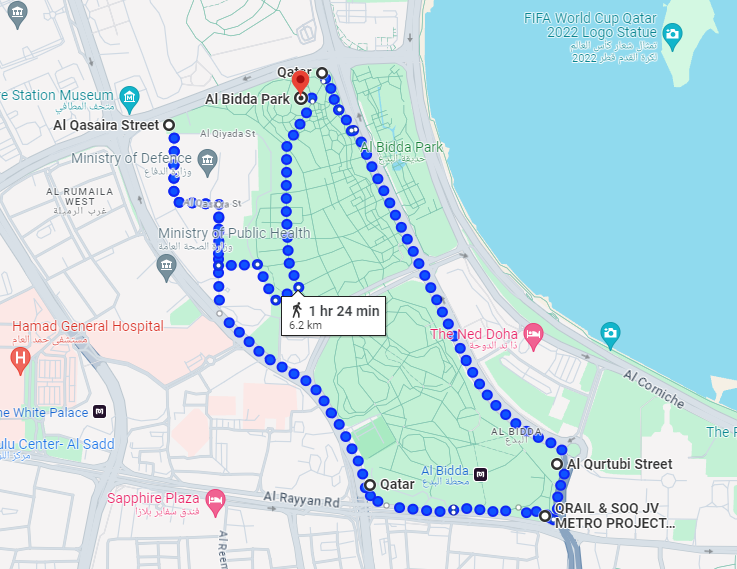 FIFA World Cup Qatar
2022 Logo Statue
تمثال شعار كأس العالم
لكرة القدم قطر 2022
Qatar
re Station Museum
متحف المطافي
Al Bidda Park
Al Qasaira Street
Al Qiyada St
Al Bidda Park
حديقة البدع
Ministry of Defence
وزارة الدفاع
AL RUMAILA
WEST
غرب الرميلة
Ministry of Public Health
وزارة الصحة العامة
1 hr 24 min
6.2 km
Hamad General Hospital
مستشفى حمد العام
The Ned Doha
ذا ند الدوحة
Al Corniche
he White Palace
ulu Center- Al Sadd
AL BIDDA
البدع
The P
Al Bidda
محطة البدع
Al Qurtubi Street
Qatar
Sapphire Plaza
فندق سفاير بلازا
Al Rayyan Rd
QRAIL & SOQ JV
METRO PROJECT...
Al Reem